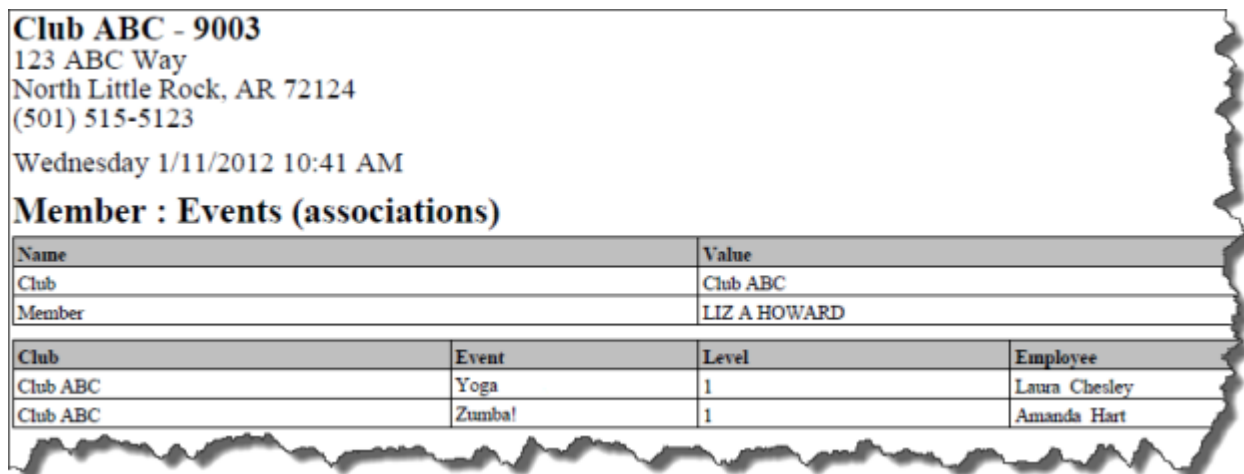 Club ABC - 9003
123 ABC Way
North Little Rock, AR 72124
(501) 515-5123
Wednesday 1/11/2012 10:41 AM
Member : Events (associations)
Name Value
Club Club ABC
Member LIZ A HOWARD
Club Event Level Employee
Club ABC Yoga 1 Laura Chesley
Club ABC Zumba! 1 Amanda Hart